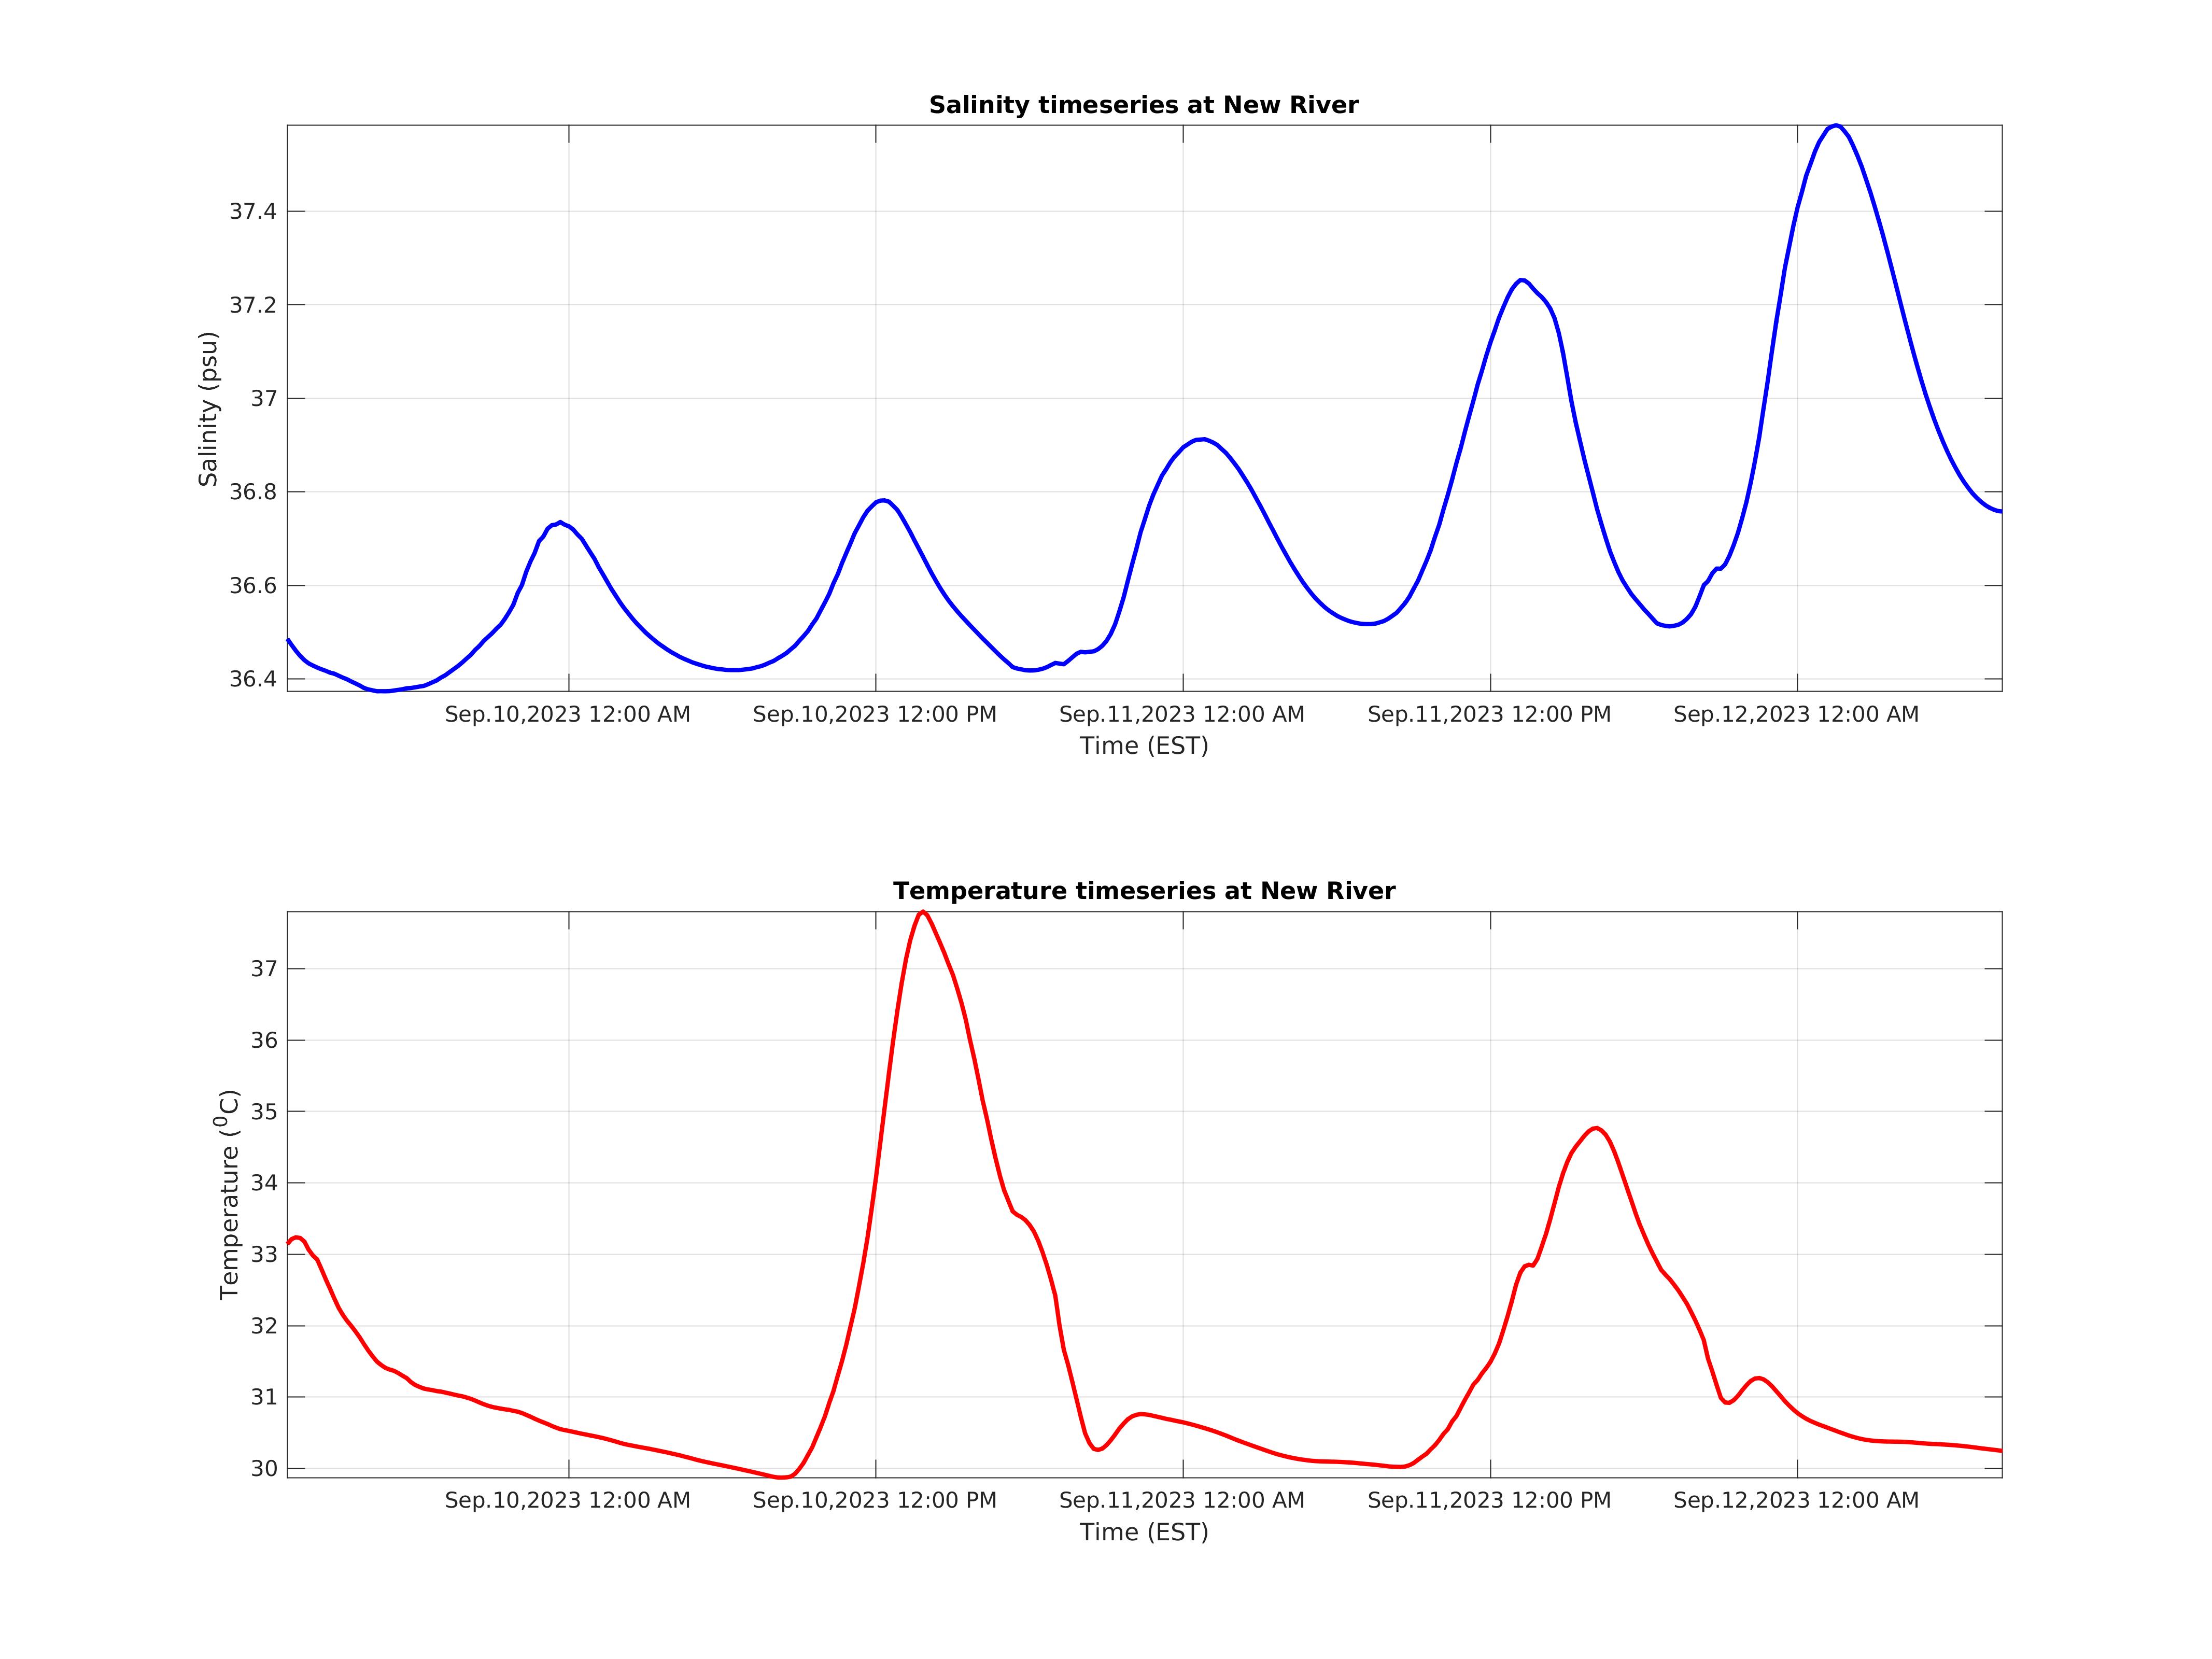 Salinity timeseries at New River
Salinity (psu)
37.4
37.2
37
36.8
36.6
36.4
Sep.10,2023 12:00 AM Sep.10,2023 12:00 PM Sep.11,2023 12:00 AM Sep.11,2023 12:00 PM Sep.12,2023 12:00 AM
Time (EST)
Temperature timeseries at New River
Temperature (⁰C)
37
36
35
34
33
32
31
30
Sep.10,2023 12:00 AM Sep.10,2023 12:00 PM Sep.11,2023 12:00 AM Sep.11,2023 12:00 PM Sep.12,2023 12:00 AM
Time (EST)